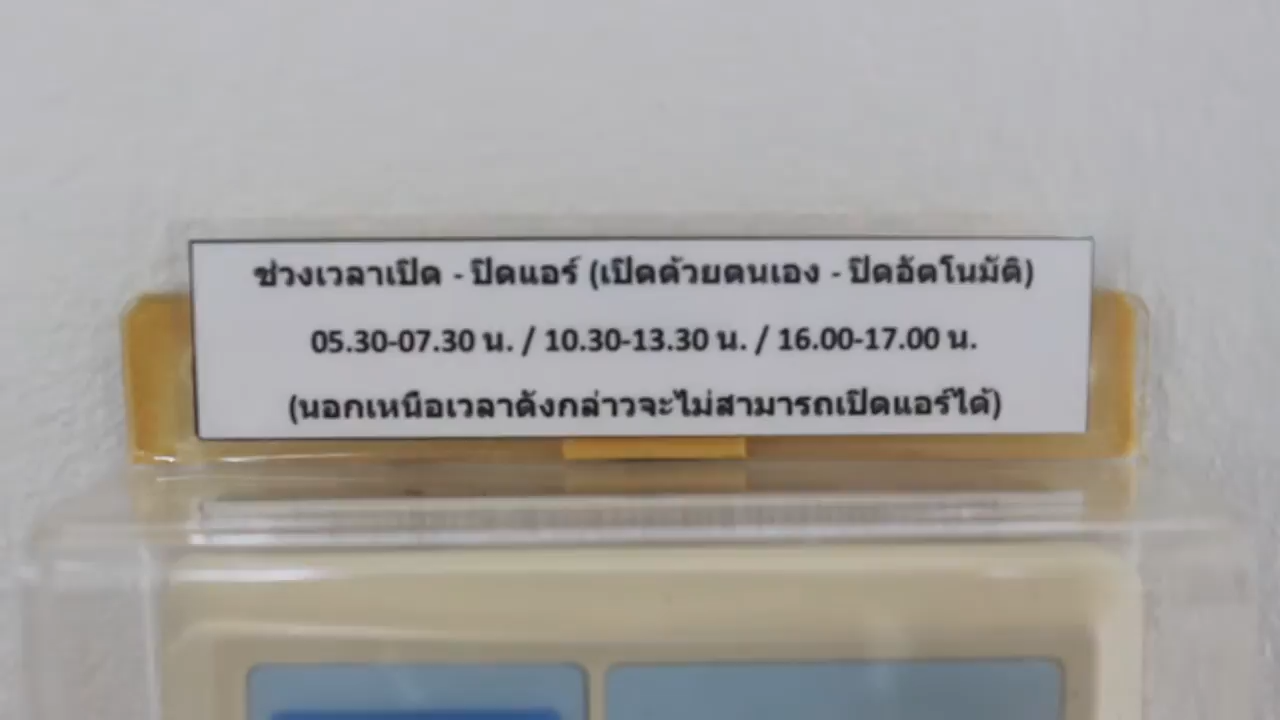 ช่วงเวลาเปิด - ปิดแอร์ (เปิดด้วยตนเอง - ปิดอัตโนมัติ)
05.30-07.30 น. / 10.30-13.30 น. / 16.00-17.00 น.
(นอกเหนือเวลาดังกล่าวจะไม่สามารถเปิดแอร์ได้)